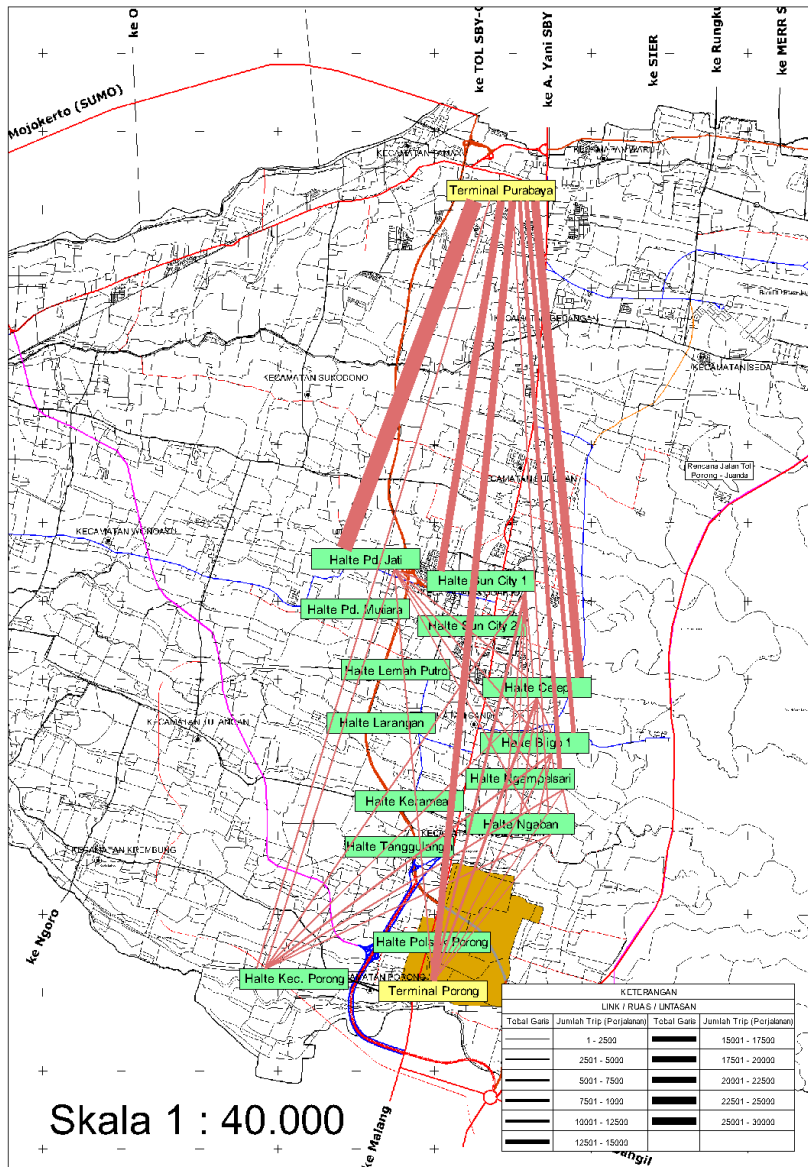 ke O
ke TOL SBY-
ke A. Yani SBY
ke SIER
ke Rungku
ke MERR S
Mojokerto (SUMO)
Terminal Purabaya
KECAMATAN SUKODONO
KECAMATAN SEDA
Rencana Jalan Tol
Porong - Juanda
Halte Pd. Jati
Halte Sun City 1
Halte Pd. Mutiara
Halte Sun City 2
Halte Lemah Putro
Halte Celep
Halte Larangan
Halte Bligo 1
Halte Ngampelsari
Halte Keramea
Halte Ngaban
Halte Tanggulangi
KECAMATAN KREMBUNG
ke Ngoro
Halte Polsek Porong
Halte Kec. Porong
Terminal Porong
KETERANGAN
LINK / RUAS / LINTASAN
Tebal Garis Jumlah Trip (Perjalanan) Tebal Garis Jumlah Trip (Perjalanan)
1 - 2500 15001 - 17500
2501 - 5000 17501 - 20000
5001 - 7500 20001 - 22500
7501 - 1000 22501 - 25000
10001 - 12500 25001 - 30000
12501 - 15000
Skala 1 : 40.000
ke Malang
angil